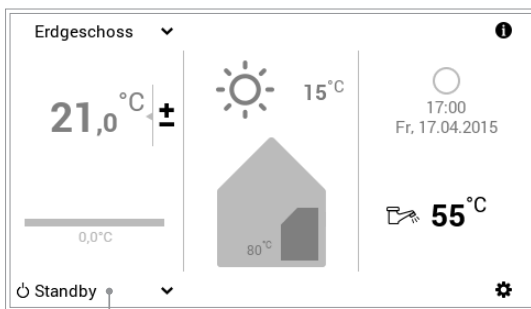 Erdgeschoss
21,0°C ±
0,0°C
Standby
15°C
80°C
17:00
Fr, 17.04.2015
55°C